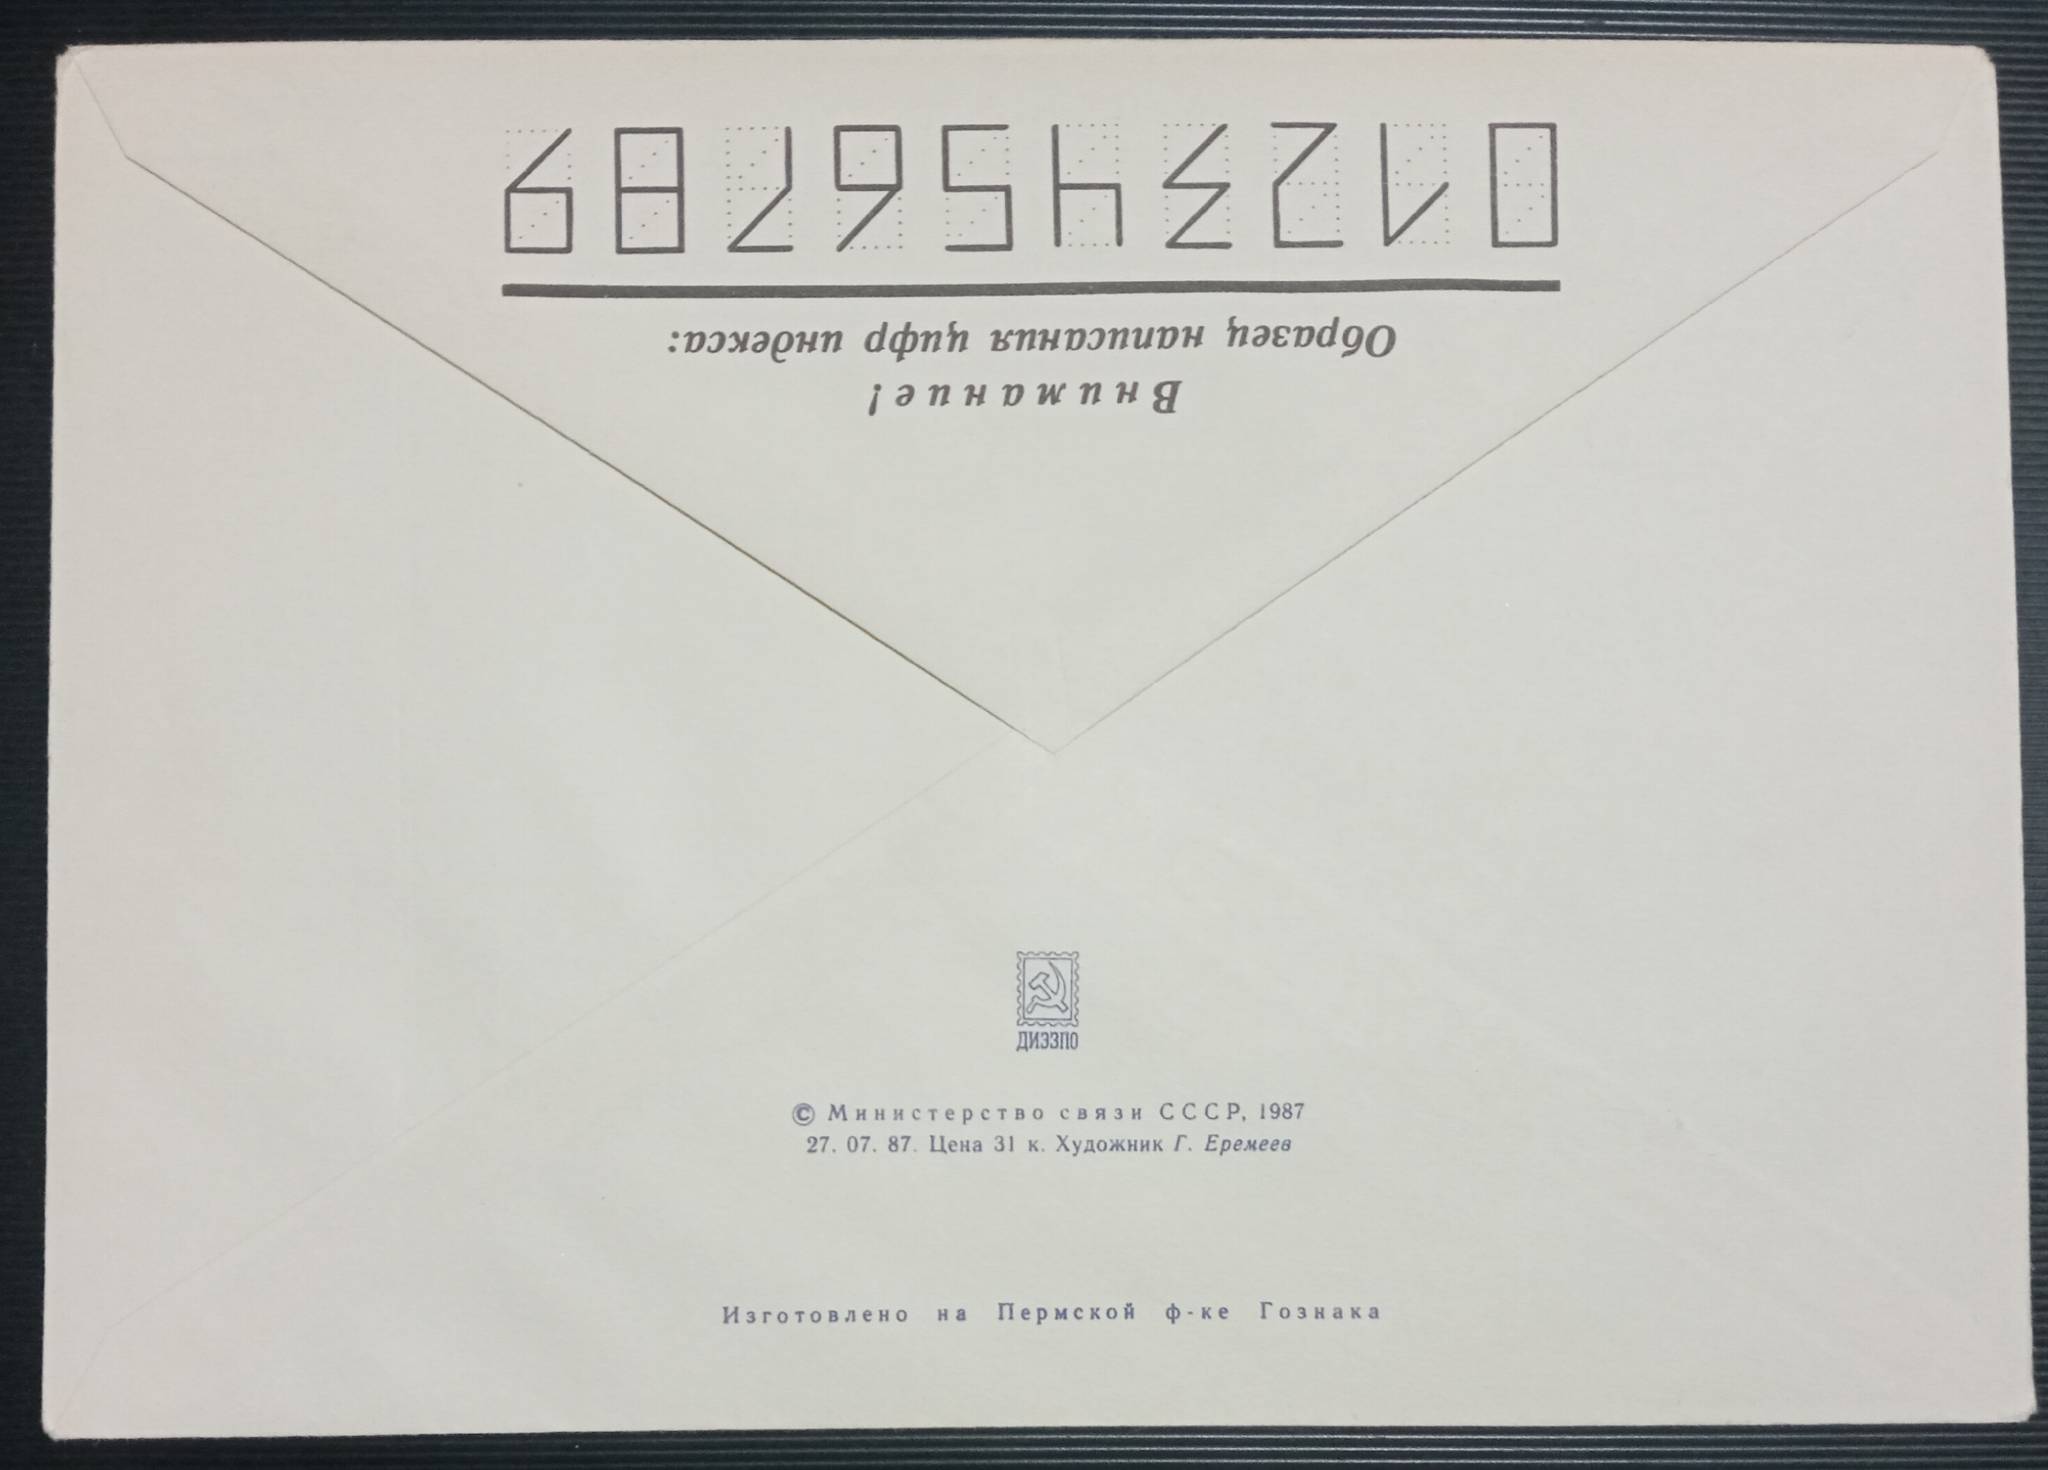 Внимание!
Образец написания цифр индекса:
0123456789
ДИЭЗПО
© Министерство связи СССР, 1987
27. 07. 87. Цена 31 к. Художник Г. Еремеев
Изготовлено на Пермской ф-ке Гознака